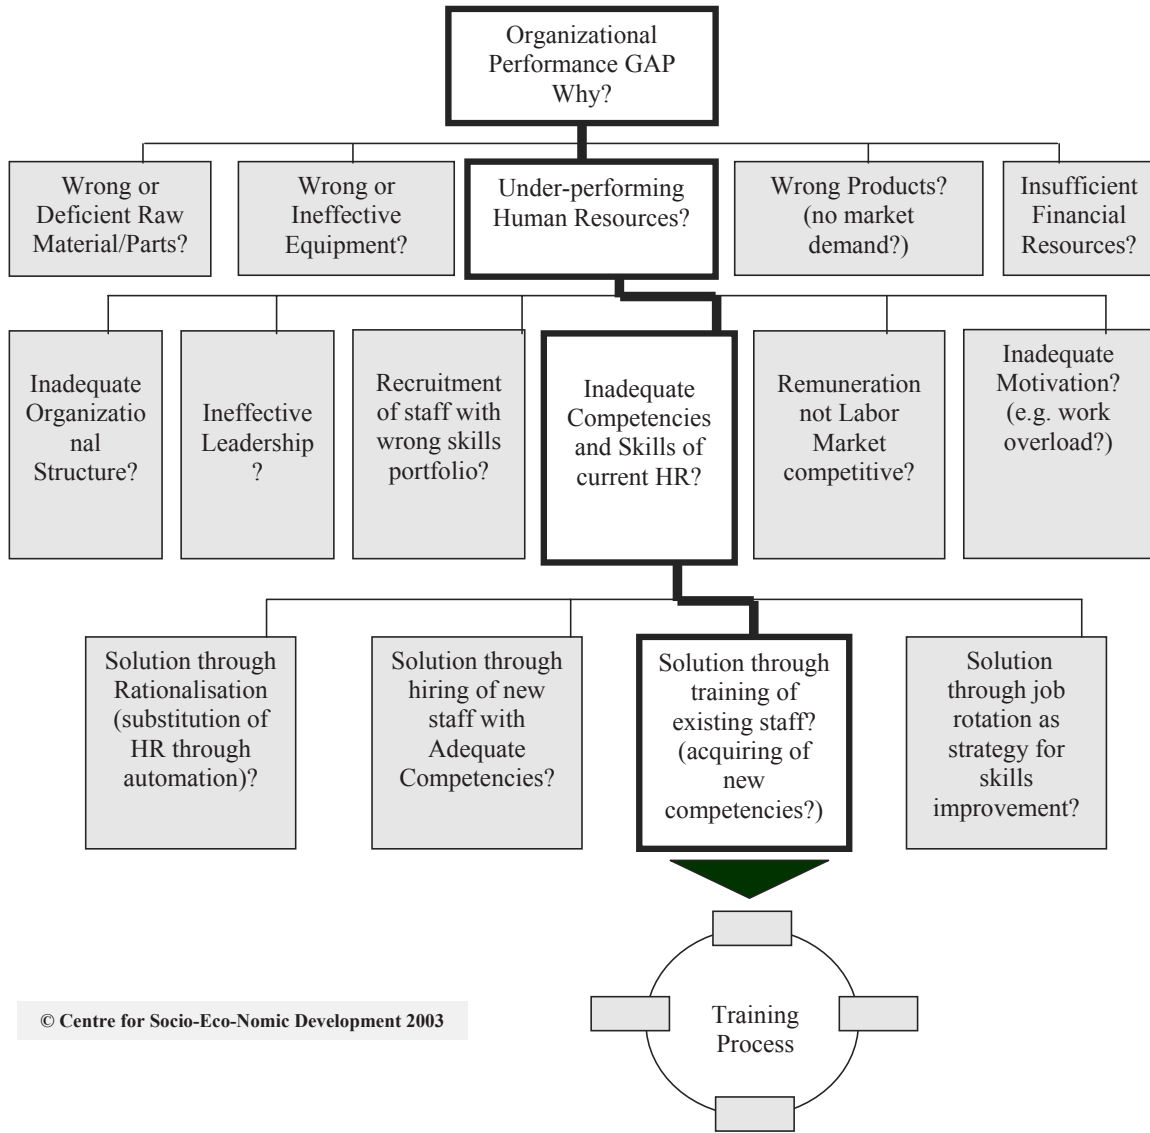 Organizational
Performance GAP
Why?
Wrong or
Deficient Raw
Material/Parts?
Wrong or
Ineffective
Equipment?
Under-performing
Human Resources?
Wrong Products?
(no market
demand?)
Insufficient
Financial
Resources?
Inadequate
Organizatio
nal
Structure?
Ineffective
Leadership
?
Recruitment
of staff with
wrong skills
portfolio?
Inadequate
Competencies
and Skills of
current HR?
Remuneration
not Labor
Market
competitive?
Inadequate
Motivation?
(e.g. work
overload?)
Solution through
Rationalisation
(substitution of
HR through
automation)?
Solution through
hiring of new
staff with
Adequate
Competencies?
Solution through
training of
existing staff?
(acquiring of
new
competencies?)
Solution
through job
rotation as
strategy for
skills
improvement?
Training
Process
© Centre for Socio-Eco-Nomic Development 2003